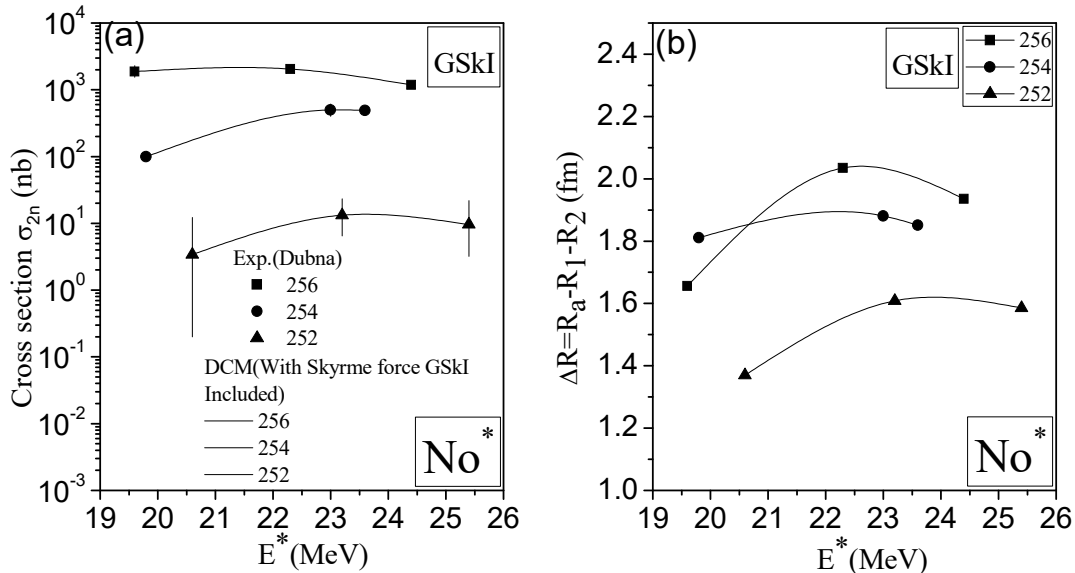 (a)
GSkI
Cross section σ2n (nb)
10^4
10^3
10^2
10^1
10^0
10^-1
10^-2
10^-3
Exp.(Dubna)
256
254
252
DCM(With Skyrme force GSkI
Included)
256
254
252
No*
19 20 21 22 23 24 25 26
E*(MeV)
(b)
GSkI
256
254
252
ΔR=Ra-R1-R2 (fm)
2.4
2.2
2.0
1.8
1.6
1.4
1.2
1.0
No*
19 20 21 22 23 24 25 26
E*(MeV)